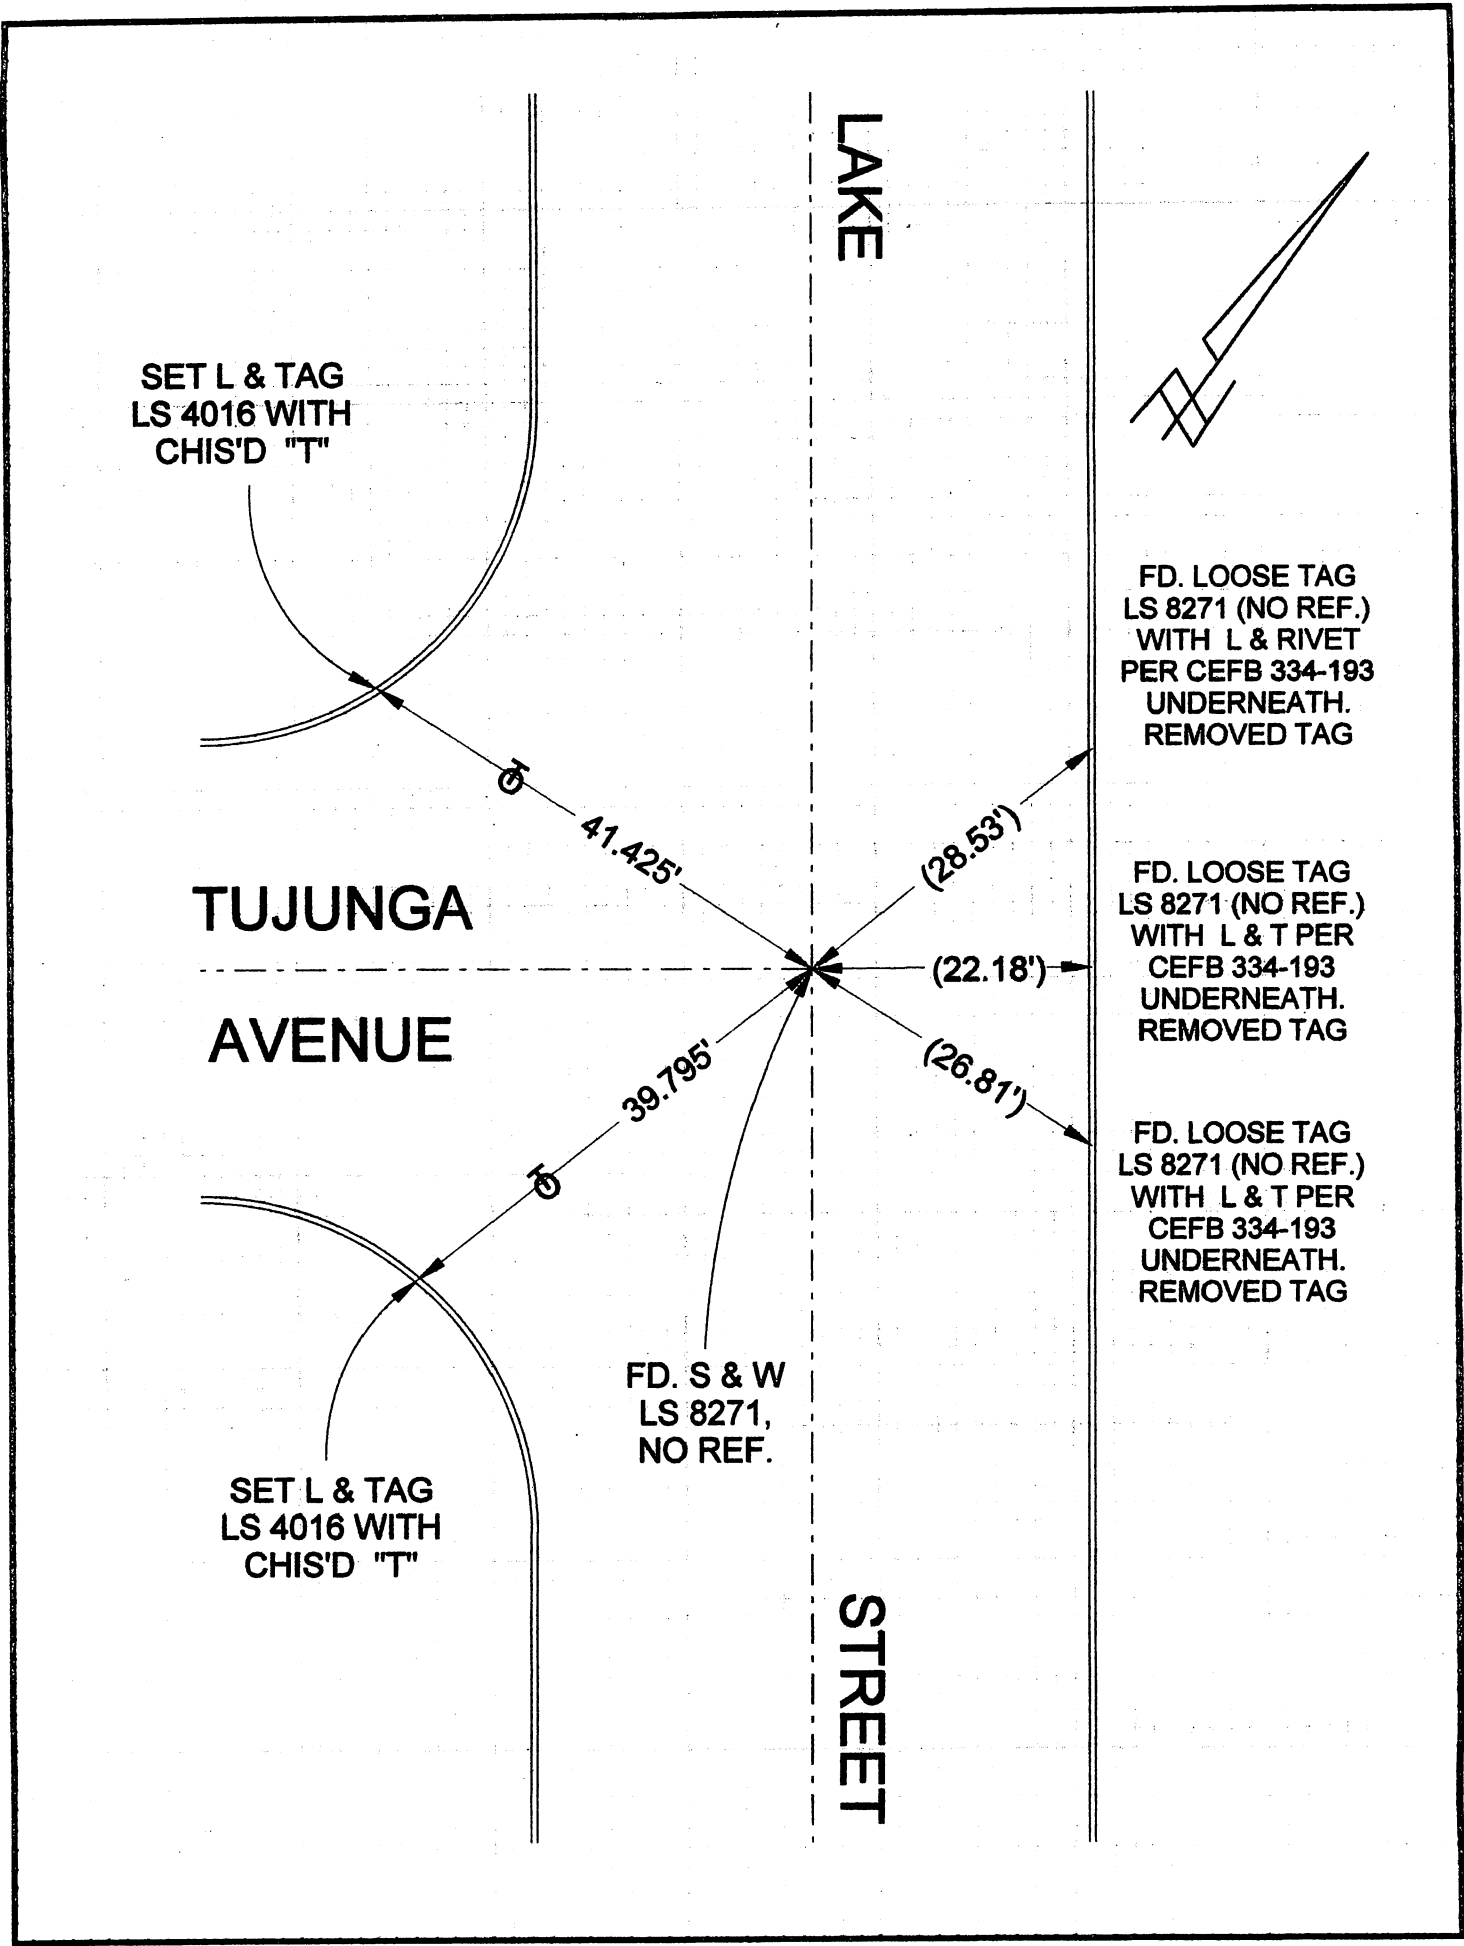 LAKE
SET L & TAG
LS 4016 WITH
CHIS'D "T"
FD. LOOSE TAG
LS 8271 (NO REF.)
WITH L & RIVET
PER CEFB 334-193
UNDERNEATH.
REMOVED TAG
41.425'
(28.53')
TUJUNGA
AVENUE
(22.18')
FD. LOOSE TAG
LS 8271 (NO REF.)
WITH L & T PER
CEFB 334-193
UNDERNEATH.
REMOVED TAG
39.795'
(26.81')
FD. LOOSE TAG
LS 8271 (NO REF.)
WITH L & T PER
CEFB 334-193
UNDERNEATH.
REMOVED TAG
FD. S & W
LS 8271,
NO REF.
SET L & TAG
LS 4016 WITH
CHIS'D "T"
STREET